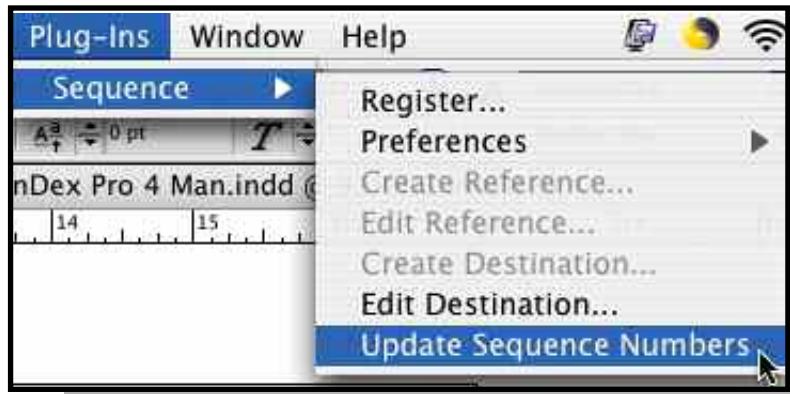 Plug-Ins Window Help
Sequence
Register...
0 pt
Preferences
nDex Pro 4 Man.indd @
Create Reference...
14 15
Edit Reference...
Create Destination...
Edit Destination...
Update Sequence Numbers